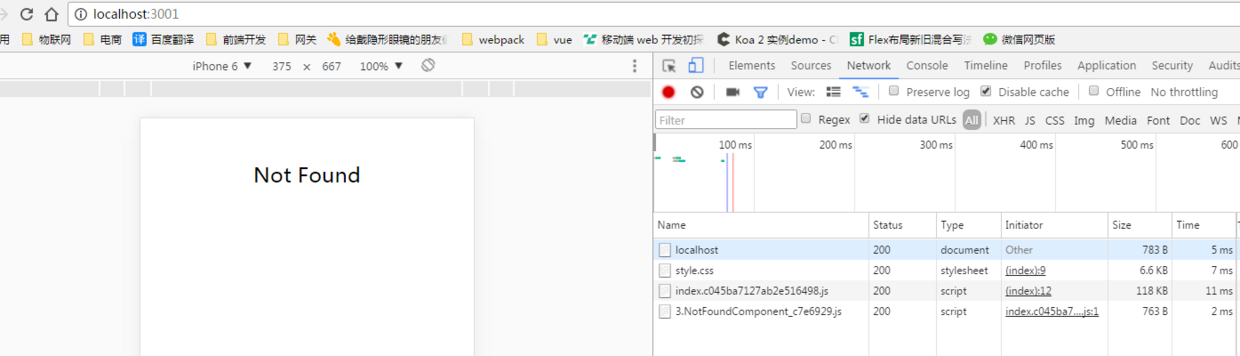 localhost:3001
用 物联网 电商 译 百度翻译 前端开发 网关 给戴隐形眼镜的朋友 webpack vue 移动端 web 开发初探 Koa 2 实例demo - C sf Flex布局新旧混合写法 微信网页版
iPhone 6 ▼ 375 × 667 100% ▼
Elements Sources Network Console Timeline Profiles Application Security Audits
View: Preserve log Disable cache Offline No throttling
Filter Regex Hide data URLs All XHR JS CSS Img Media Font Doc WS
100 ms 200 ms 300 ms 400 ms 500 ms 600
Not Found
Name Status Type Initiator Size Time
localhost 200 document Other 783 B 5 ms
style.css 200 stylesheet (index):9 6.6 KB 7 ms
index.c045ba7127ab2e516498.js 200 script (index):12 118 KB 11 ms
3.NotFoundComponent_c7e6929.js 200 script index.c045ba7....js:1 763 B 2 ms